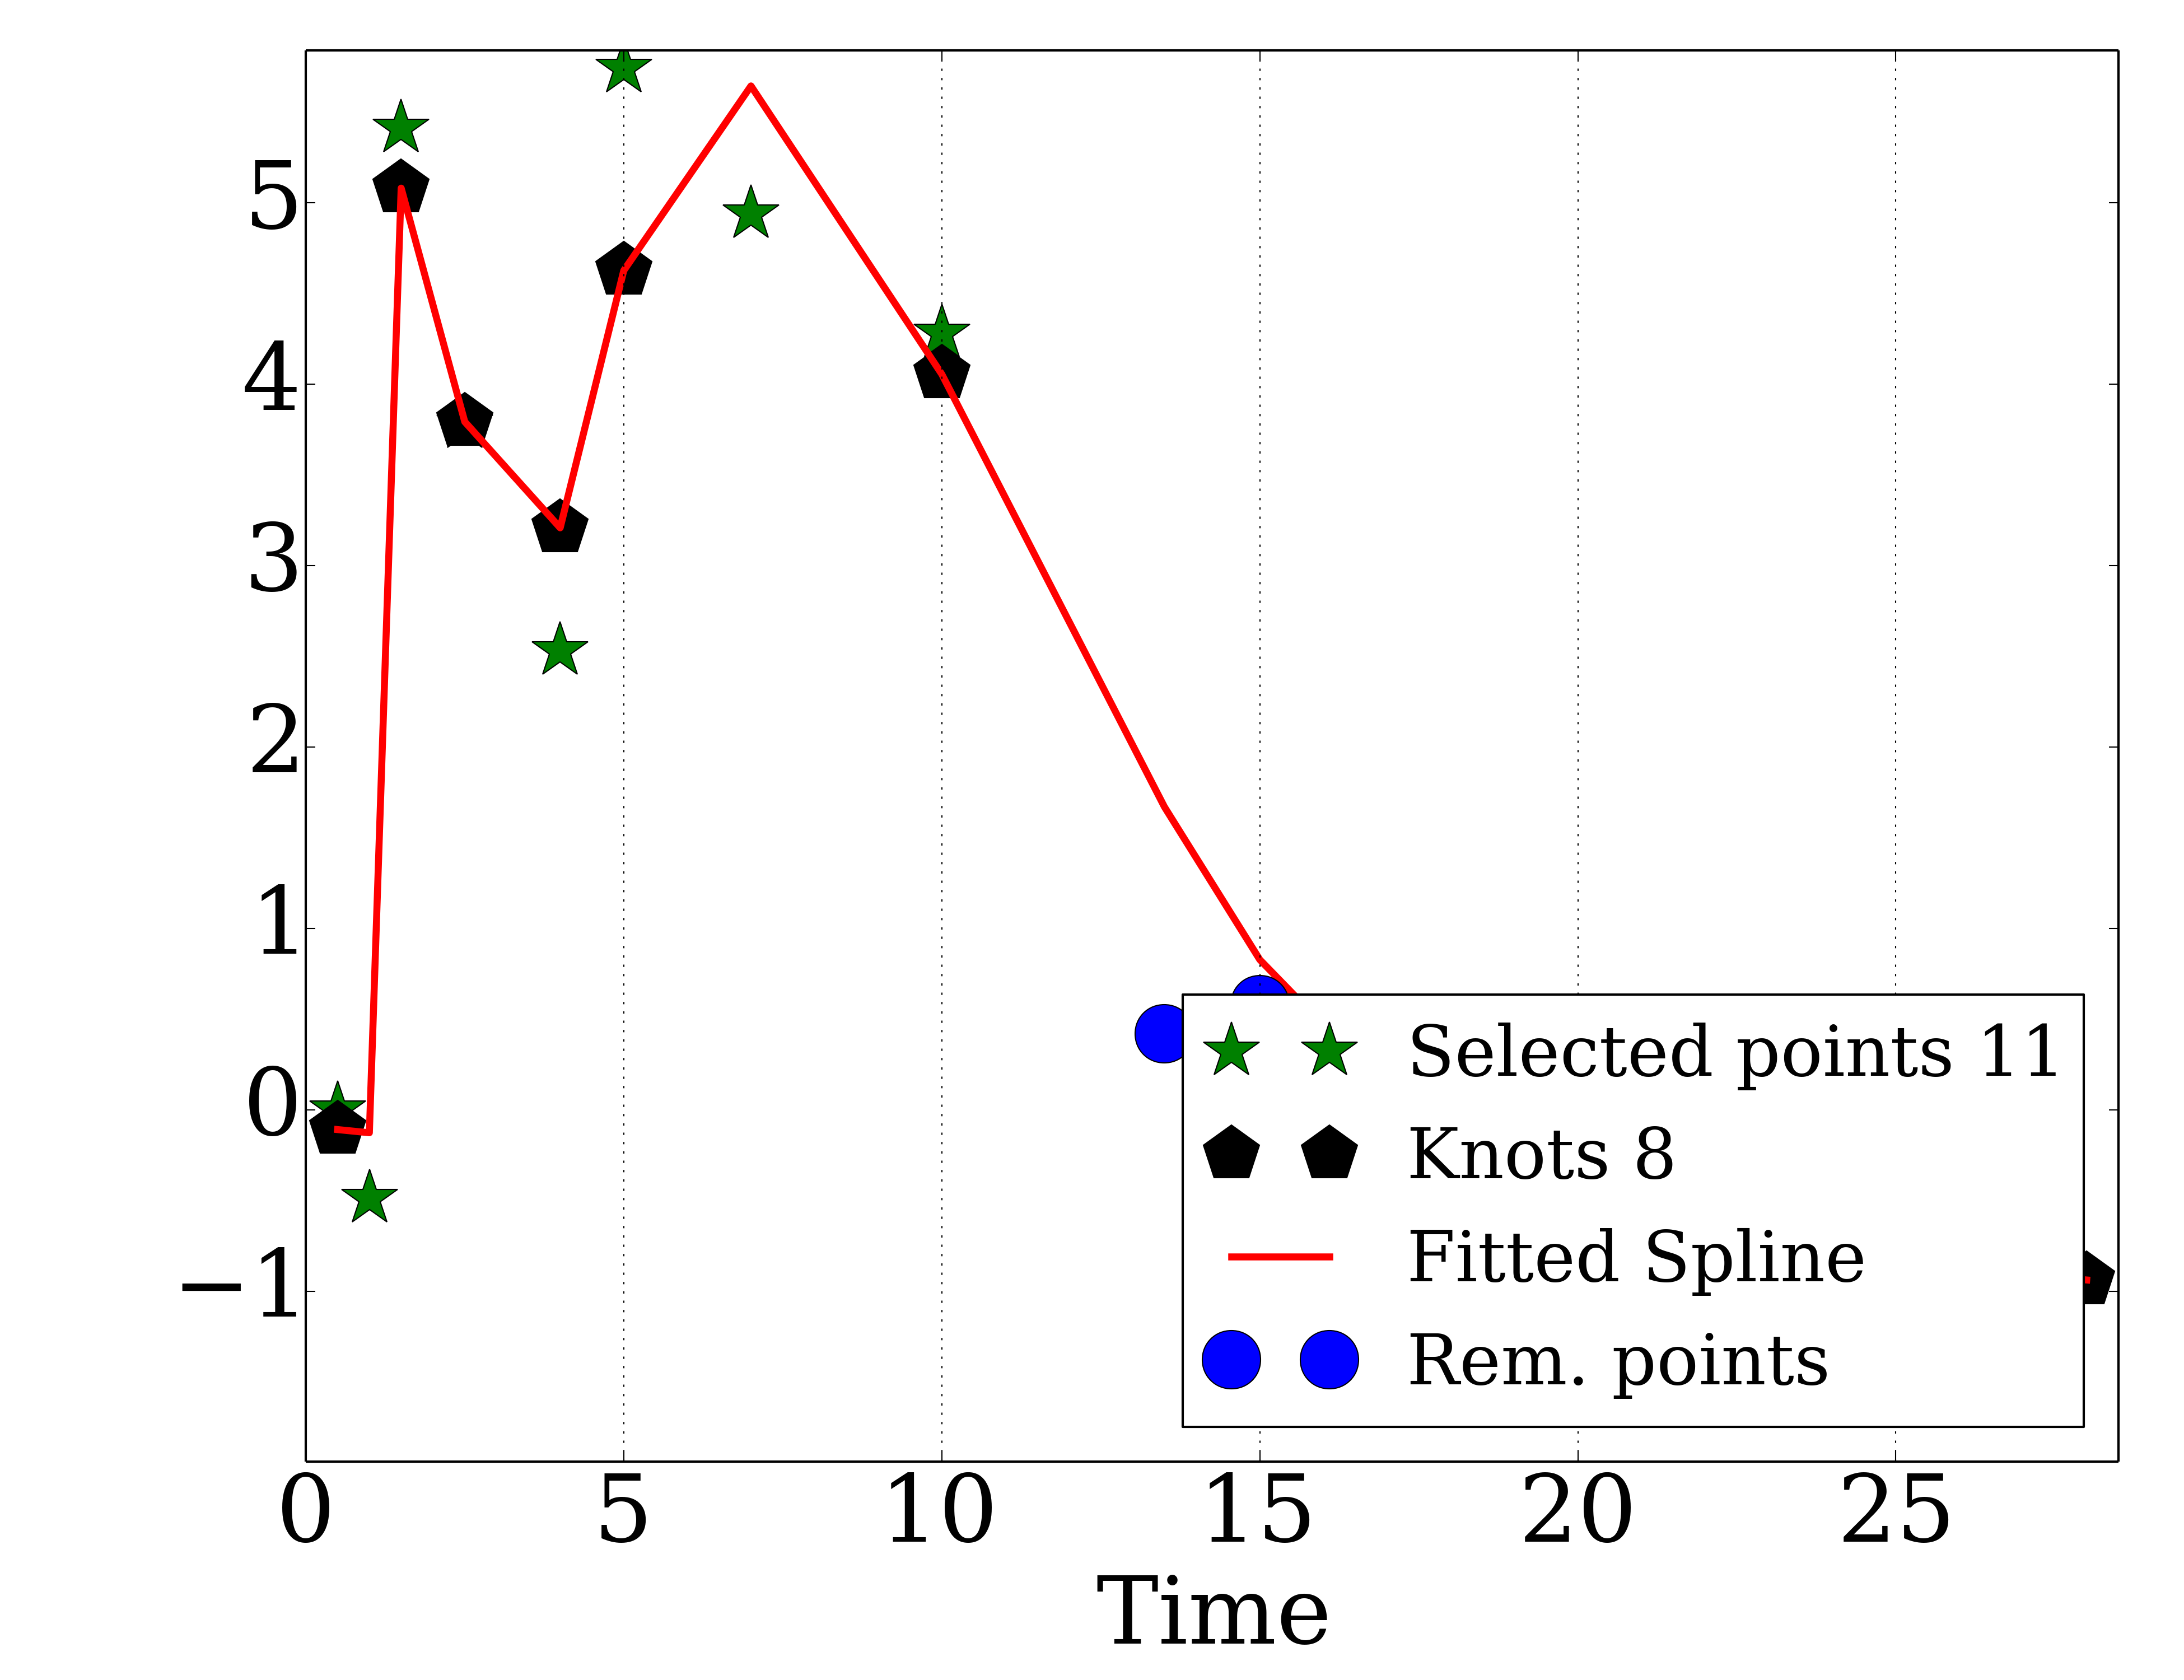 5
4
3
2
1
0
−1
Selected points 11
Knots 8
Fitted Spline
Rem. points
0 5 10 15 20 25
Time